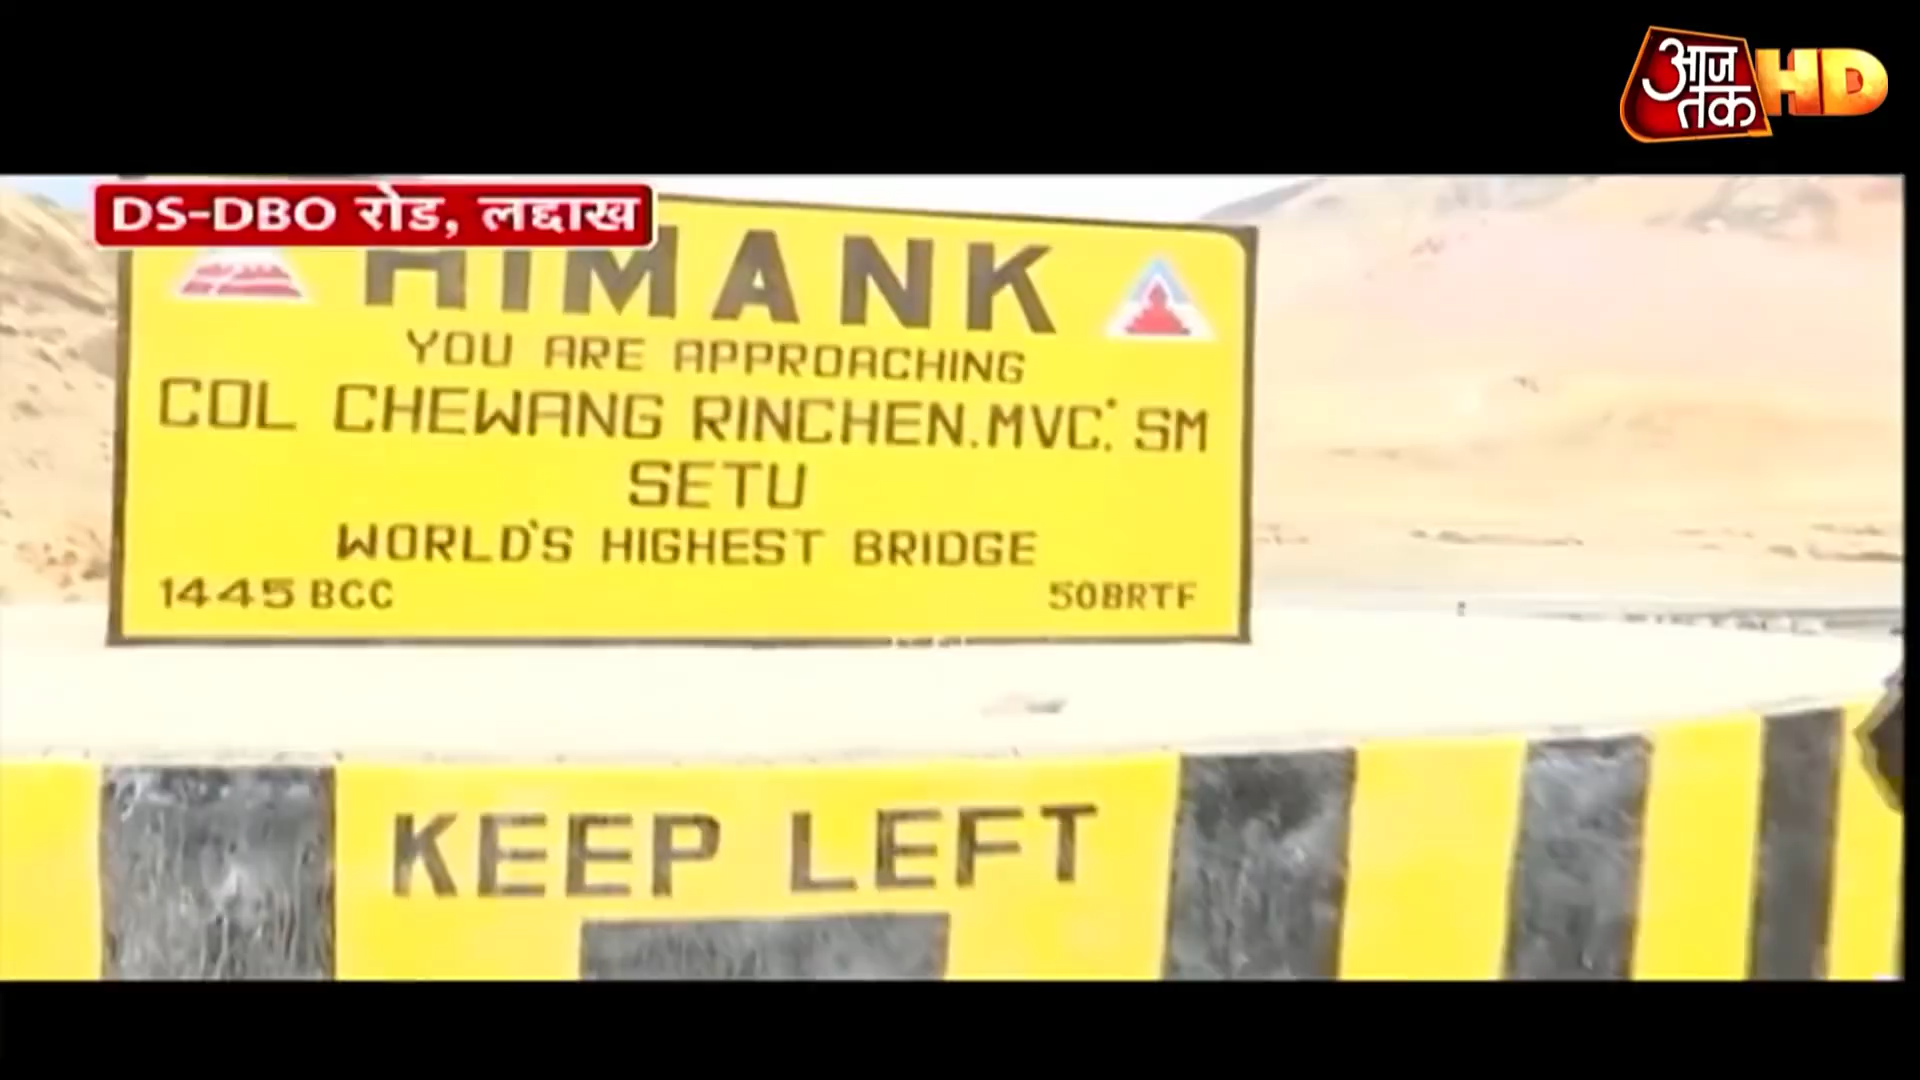 आज तक HD
DS-DBO रोड, लद्दाख
HIMANK
YOU ARE APPROACHING
COL CHEWANG RINCHEN.MVC. SM
SETU
WORLD'S HIGHEST BRIDGE
1445 BCC 50BRTF
KEEP LEFT